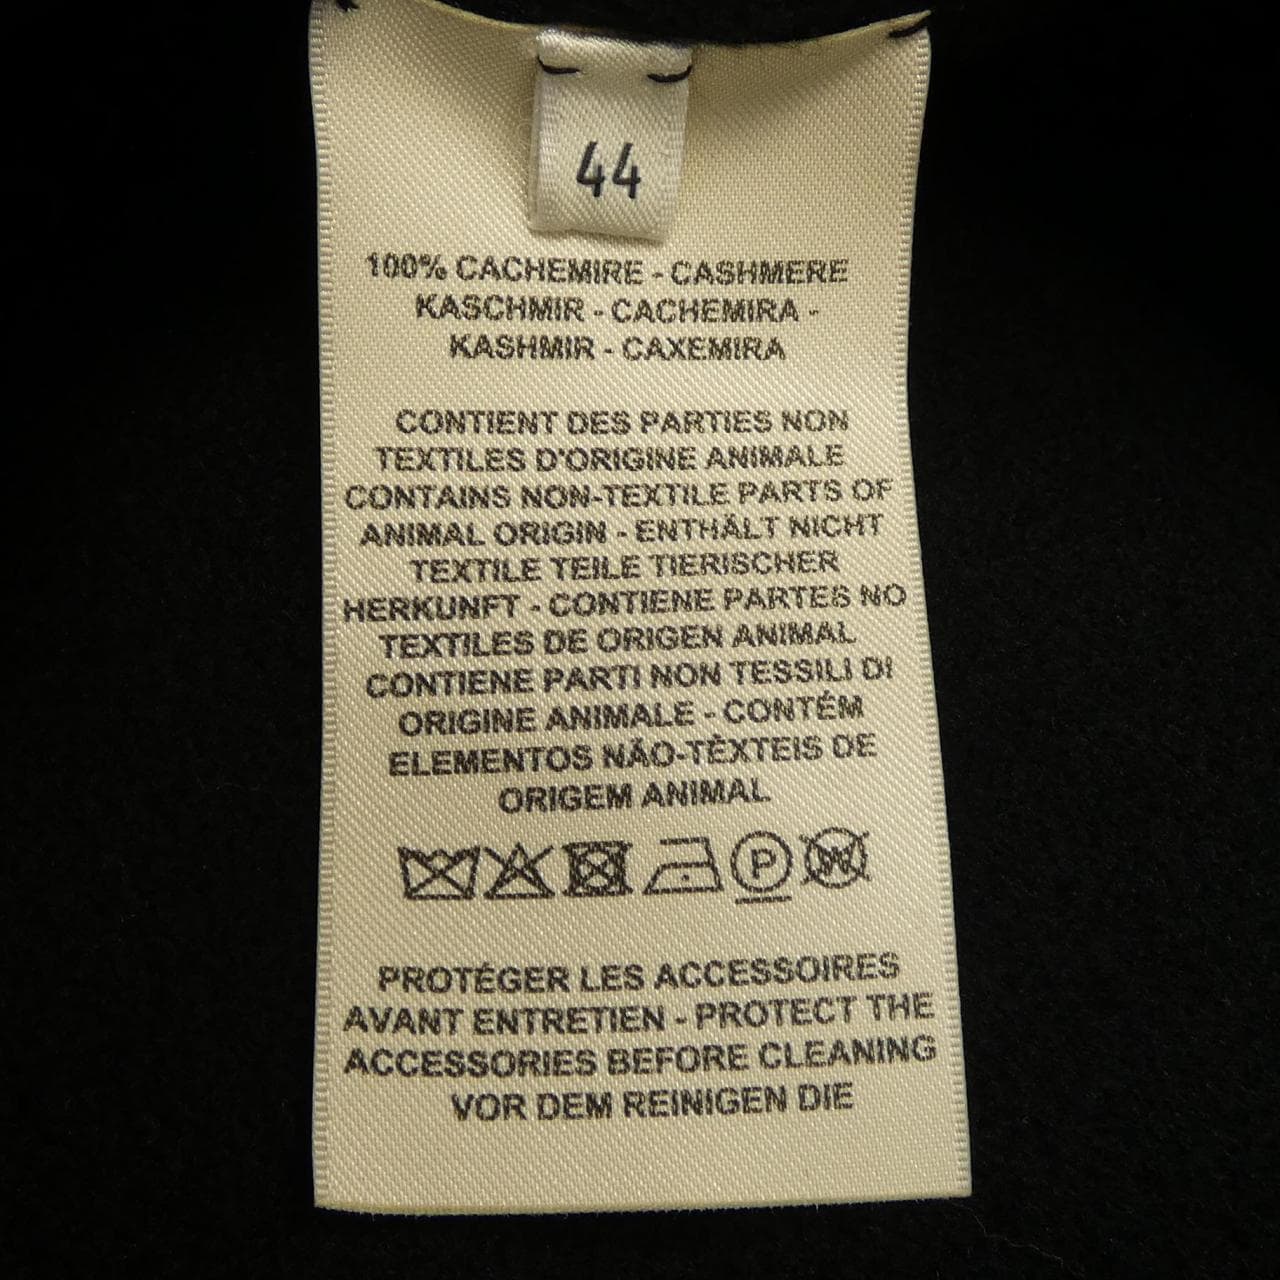 44
100% CACHEMIRE - CASHMERE
KASCHMIR - CACHEMIRA -
KASHMIR - CAXEMIRA
CONTIENT DES PARTIES NON
TEXTILES D'ORIGINE ANIMALE
CONTAINS NON-TEXTILE PARTS OF
ANIMAL ORIGIN - ENTHÄLT NICHT
TEXTILE TEILE TIERISCHER
HERKUNFT - CONTIENE PARTES NO
TEXTILES DE ORIGEN ANIMAL
CONTIENE PARTI NON TESSILI DI
ORIGINE ANIMALE - CONTÉM
ELEMENTOS NÃO-TÊXTEIS DE
ORIGEM ANIMAL
P W
PROTÉGER LES ACCESSOIRES
AVANT ENTRETIEN - PROTECT THE
ACCESSORIES BEFORE CLEANING
VOR DEM REINIGEN DIE